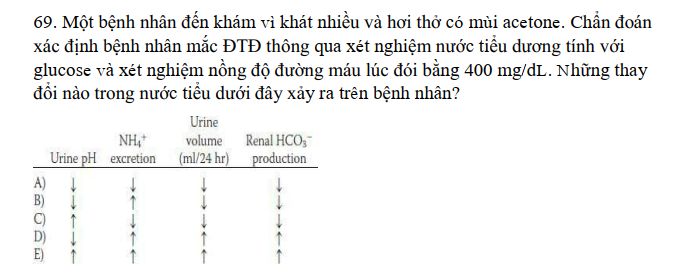 69. Một bệnh nhân đến khám vì khát nhiều và hơi thở có mùi acetone. Chẩn đoán
xác định bệnh nhân mắc ĐTĐ thông qua xét nghiệm nước tiểu dương tính với
glucose và xét nghiệm nồng độ đường máu lúc đói bằng 400 mg/dL. Những thay
đổi nào trong nước tiểu dưới đây xảy ra trên bệnh nhân?
Urine
NH₄⁺ volume Renal HCO₃⁻
Urine pH excretion (ml/24 hr) production
A) ↓ ↓ ↓ ↓
B) ↓ ↑ ↓ ↓
C) ↑ ↓ ↓ ↓
D) ↓ ↑ ↑ ↑
E) ↑ ↑ ↑ ↑